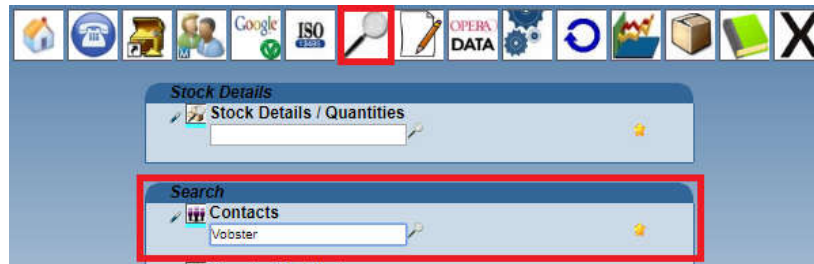 Google ISO OPERA
13485 DATA
M
Stock Details
Stock Details / Quantities
Search
Contacts
Vobster